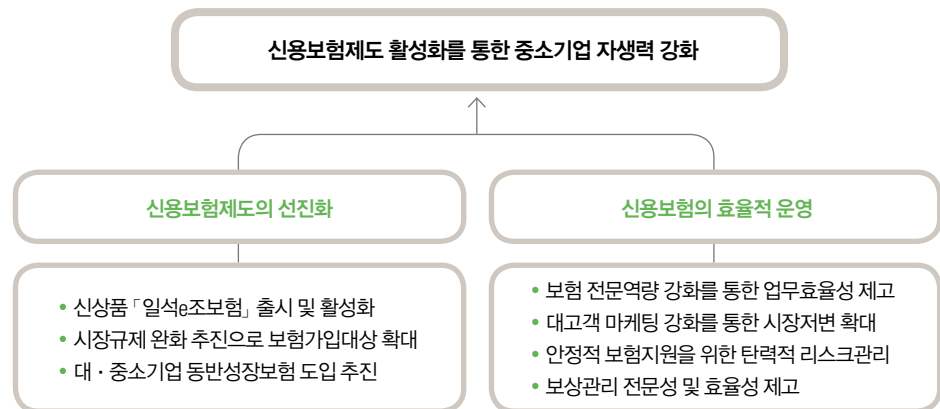 신용보험제도 활성화를 통한 중소기업 자생력 강화
신용보험제도의 선진화
• 신상품 「일석e조보험」 출시 및 활성화
• 시장규제 완화 추진으로 보험가입대상 확대
• 대·중소기업 동반성장보험 도입 추진
신용보험의 효율적 운영
• 보험 전문역량 강화를 통한 업무효율성 제고
• 대고객 마케팅 강화를 통한 시장저변 확대
• 안정적 보험지원을 위한 탄력적 리스크관리
• 보상관리 전문성 및 효율성 제고